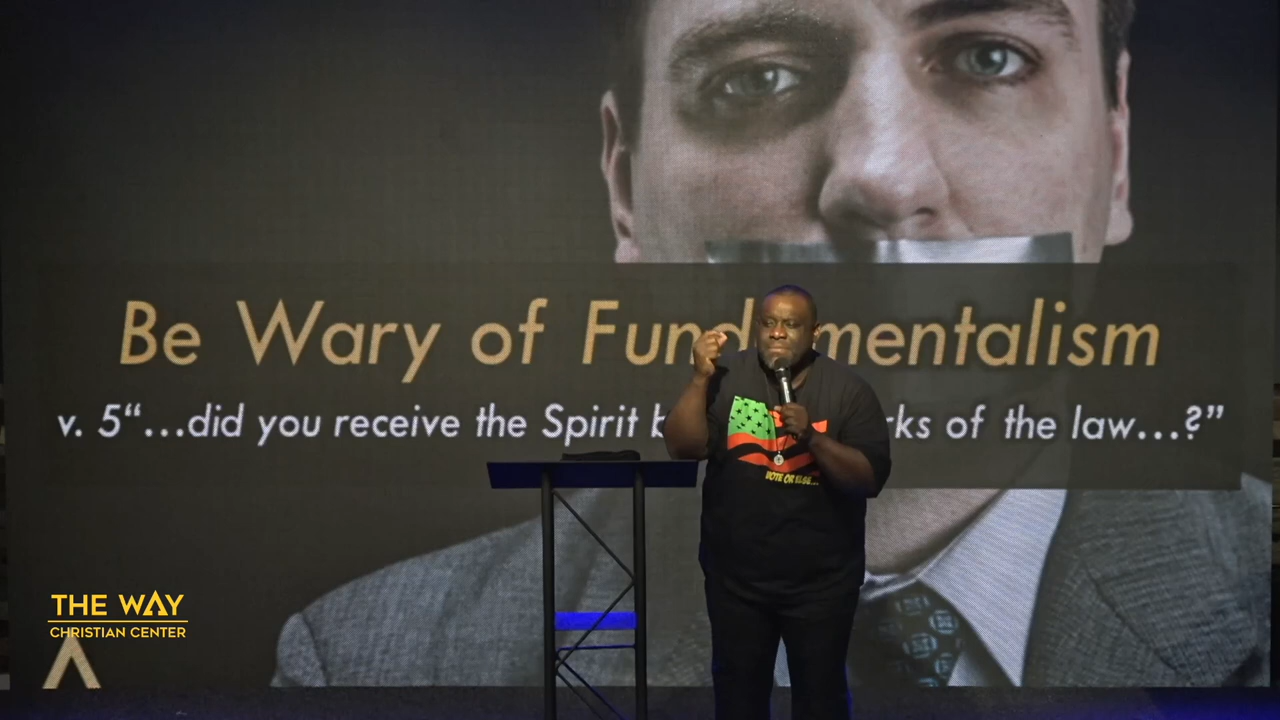 Be Wary of Fund mentalism
v. 5“...did you receive the Spirit b rks of the law...?”
VOTE OR ELSE...
THE WAY
CHRISTIAN CENTER